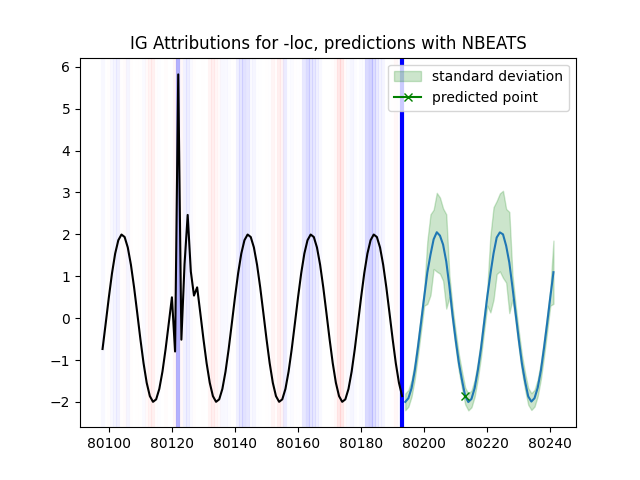 IG Attributions for -loc, predictions with NBEATS
standard deviation
predicted point
6
5
4
3
2
1
0
−1
−2
80100 80120 80140 80160 80180 80200 80220 80240